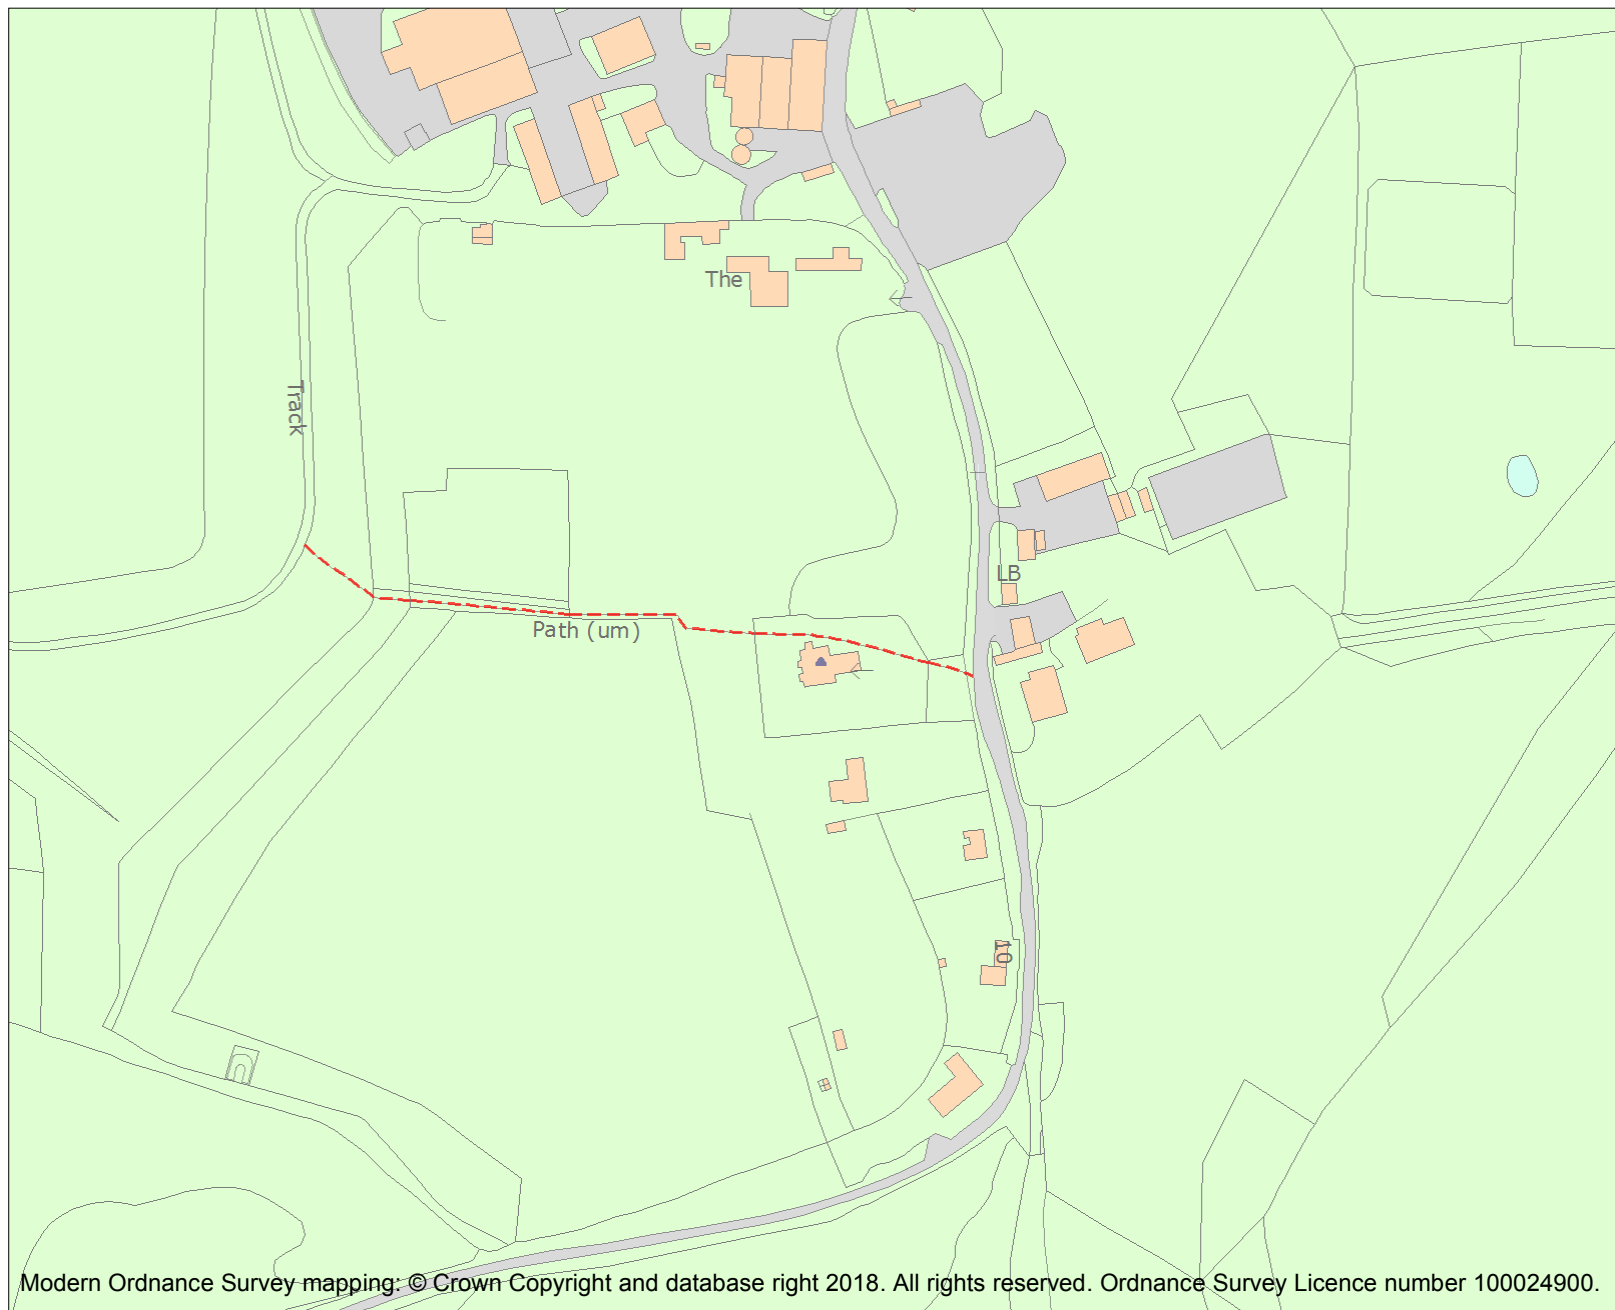 The
Track
LB
Path (um)
10
Modern Ordnance Survey mapping: © Crown Copyright and database right 2018. All rights reserved. Ordnance Survey Licence number 100024900.